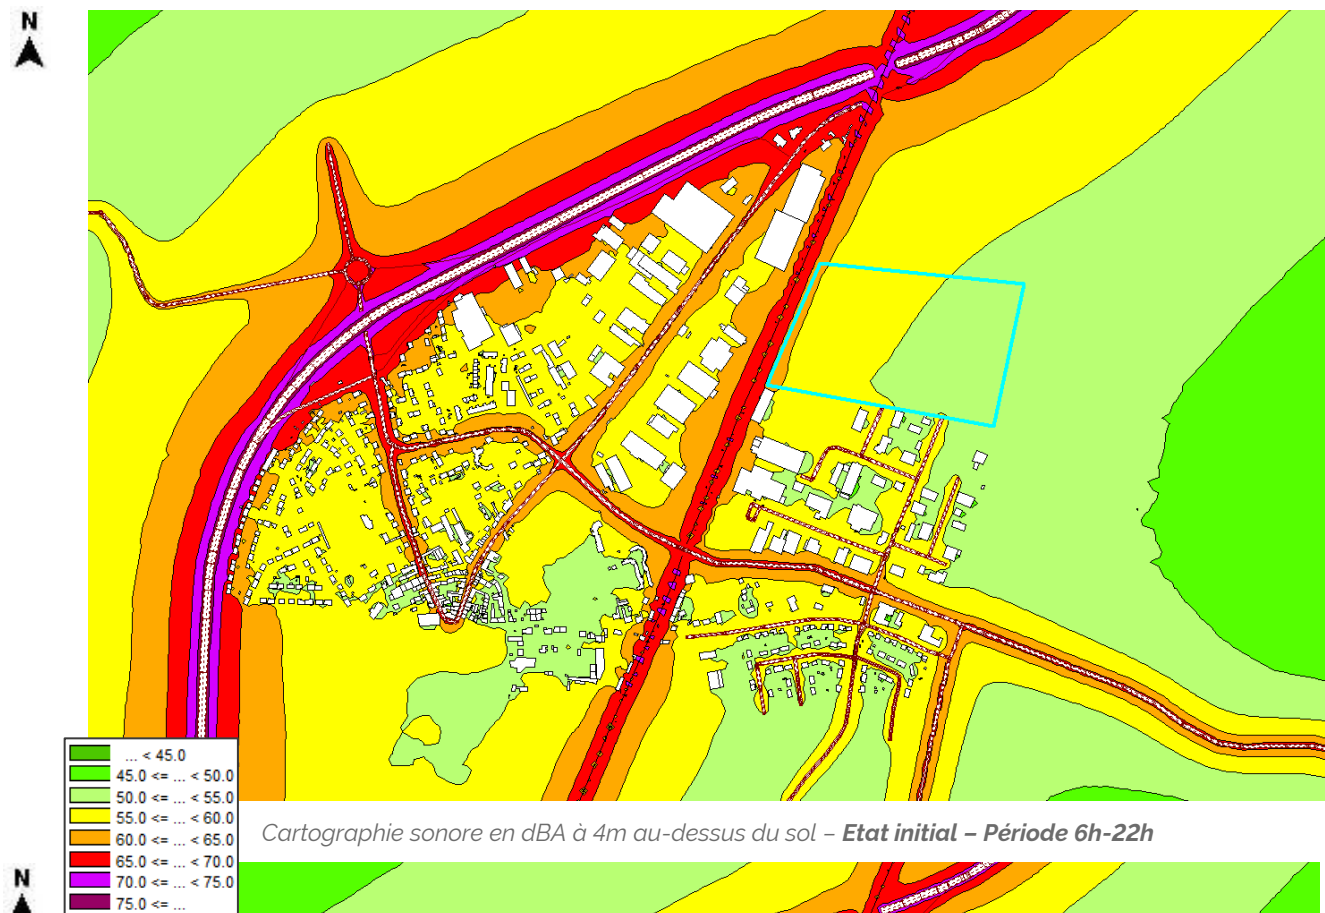 N
... < 45.0
45.0 <= ... < 50.0
50.0 <= ... < 55.0
55.0 <= ... < 60.0
60.0 <= ... < 65.0
65.0 <= ... < 70.0
70.0 <= ... < 75.0
75.0 <= ...
Cartographie sonore en dBA à 4m au-dessus du sol – Etat initial – Période 6h-22h
N